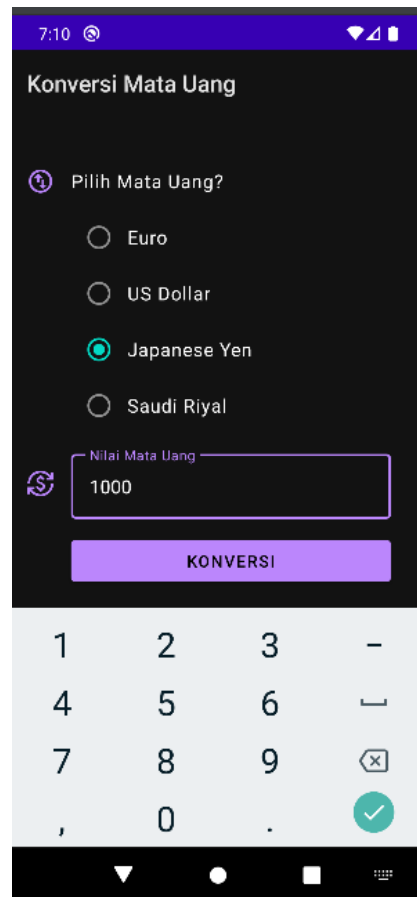 7:10
Konversi Mata Uang
Pilih Mata Uang?
Euro
US Dollar
Japanese Yen
Saudi Riyal
Nilai Mata Uang
1000
KONVERSI
1 2 3 -
4 5 6
7 8 9
, 0 .